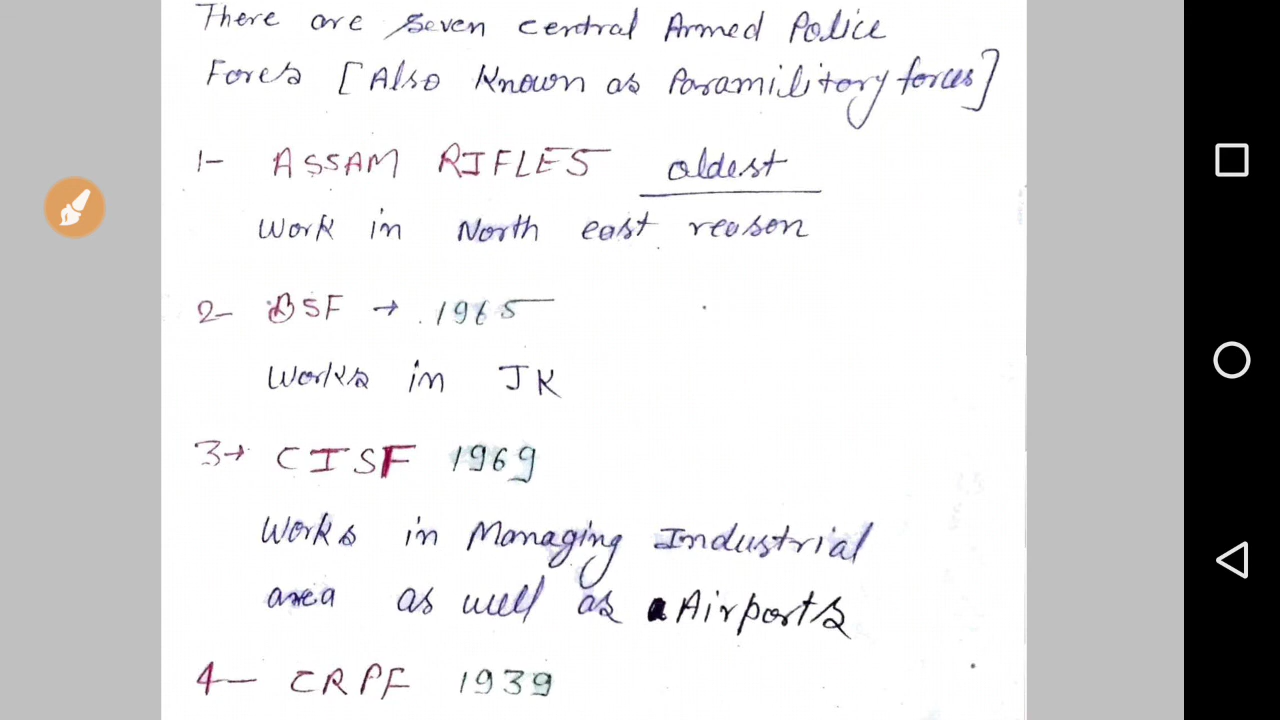 There are seven central Armed Police
Fores [Also Known as Paramilitory forces]
1- ASSAM RIFLES oldest
work in North east reason
2- BSF → 1965
works in JK
3→ CISF 1969
Works in Managing Industrial
area as well as Airports
4- CRPF 1939